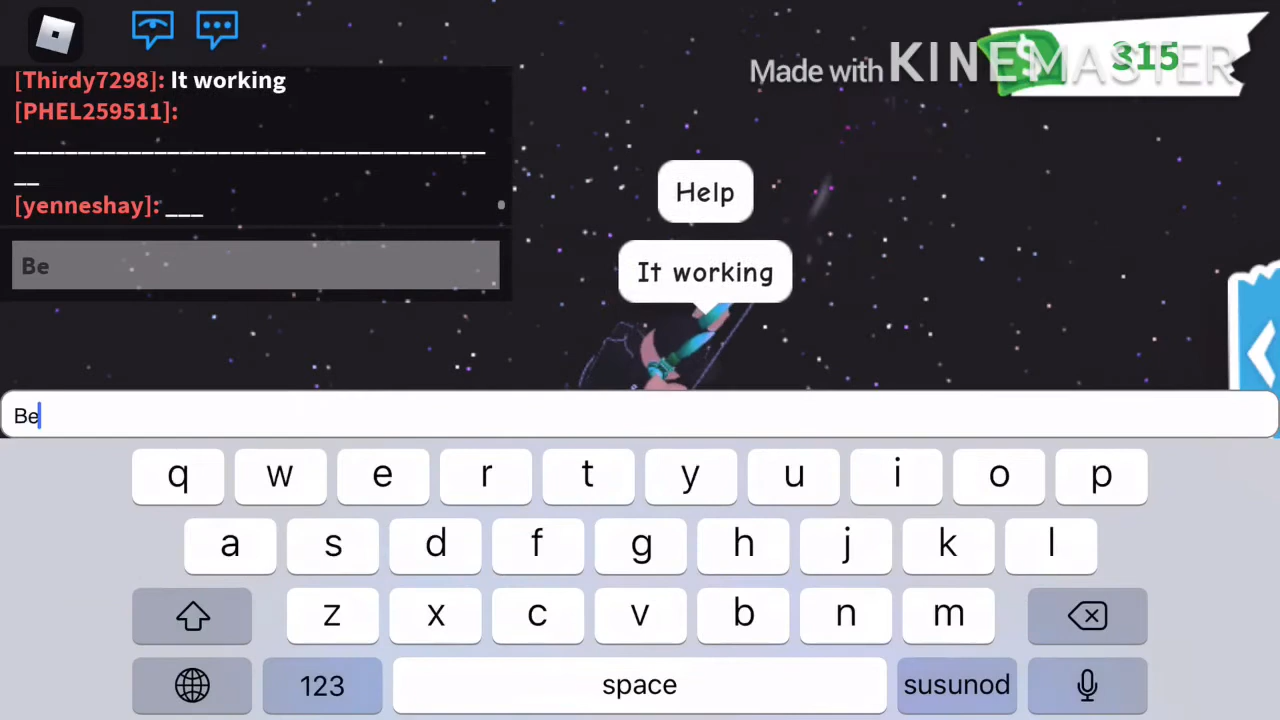 [Thirdy7298]: It working
[PHEL259511]:
_____________________________________
__
[yenneshay]: ___
Be
Made with KINEMASTER
315
Help
It working
Be
q w e r t y u i o p
a s d f g h j k l
z x c v b n m
123 space susunod